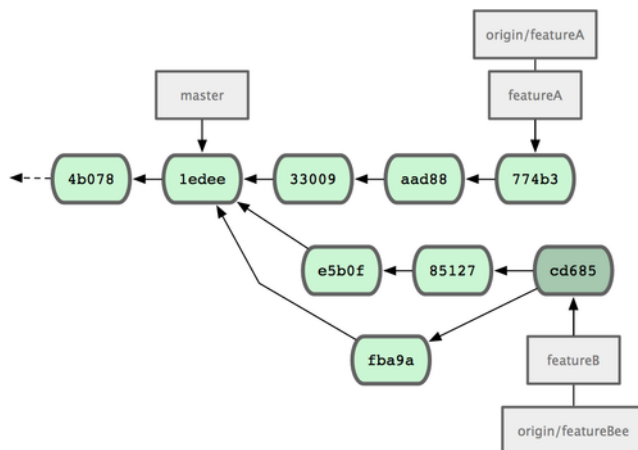 origin/featureA
master
featureA
4b078
1edee
33009
aad88
774b3
e5b0f
85127
cd685
fba9a
featureB
origin/featureBee